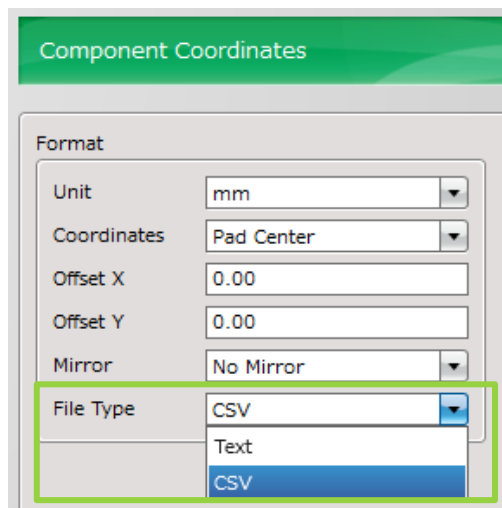 Component Coordinates
Format
Unit mm
Coordinates Pad Center
Offset X 0.00
Offset Y 0.00
Mirror No Mirror
File Type CSV
Text
CSV